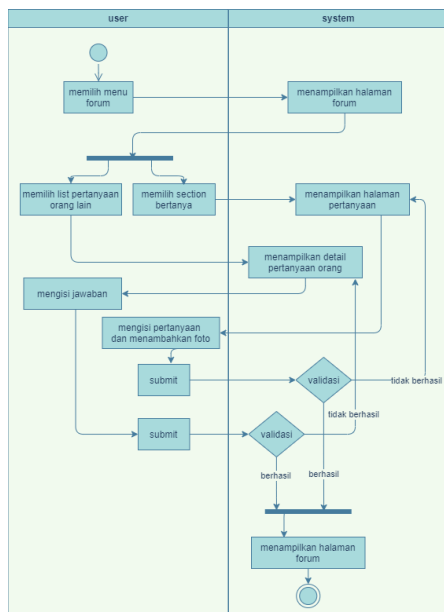 user
system
memilih menu
forum
menampilkan halaman
forum
memilih list pertanyaan
orang lain
memilih section
bertanya
menampilkan halaman
pertanyaan
menampilkan detail
pertanyaan orang
mengisi jawaban
mengisi pertanyaan
dan menambahkan foto
submit
validasi
tidak berhasil
tidak berhasil
submit
validasi
berhasil
berhasil
menampilkan halaman
forum